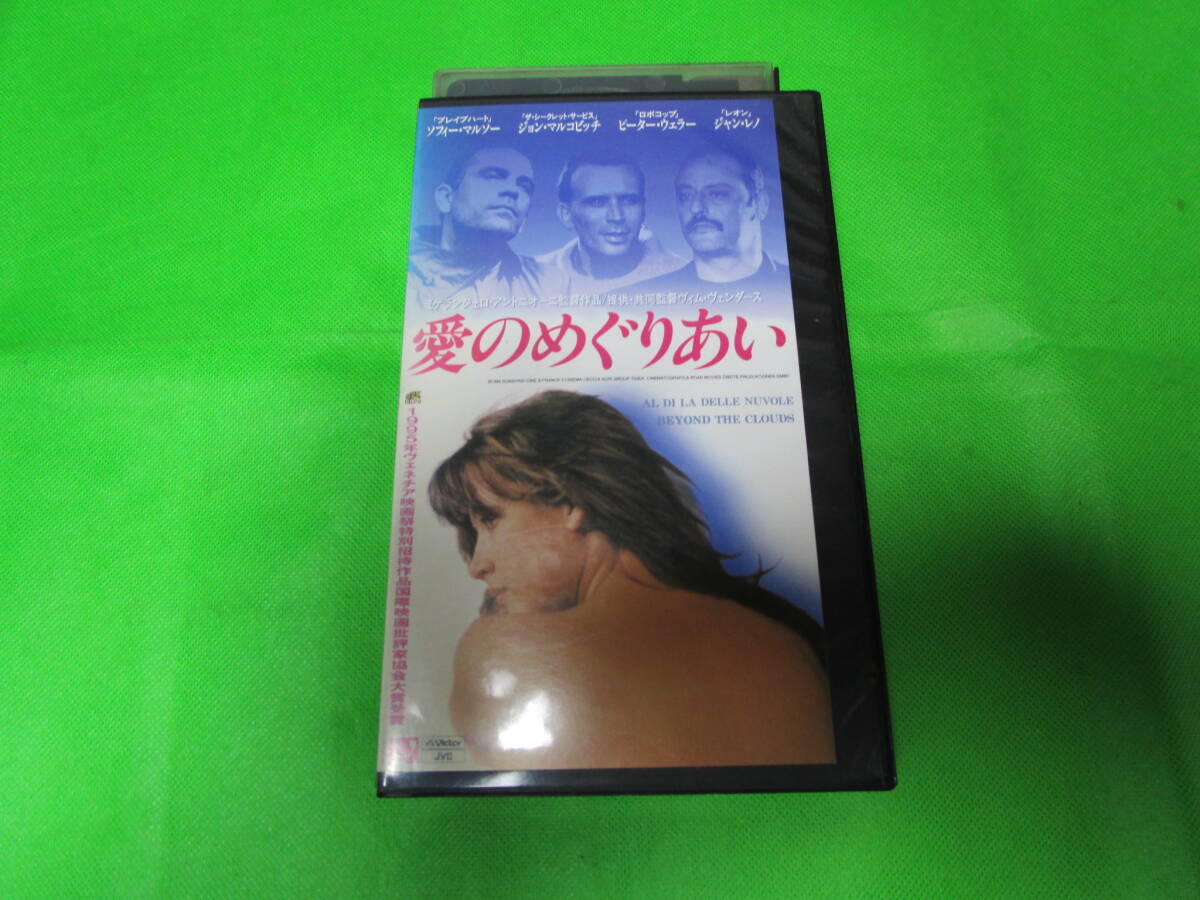 「ブレイブハート」 「ザ・シークレット・サービス」 「ロボコップ」 「レオン」
ソフィー・マルソー ジョン・マルコビッチ ピーター・ウェラー ジャン・レノ
ミケランジェロ・アントニオーニ監督作品/提供・共同監督ヴィム・ヴェンダース
愛のめぐりあい
AL DI LA DELLE NUVOLE
BEYOND THE CLOUDS
1995年ヴェネチア映画祭特別招待作品国際映画批評家協会大賞受賞
Victor
JVC